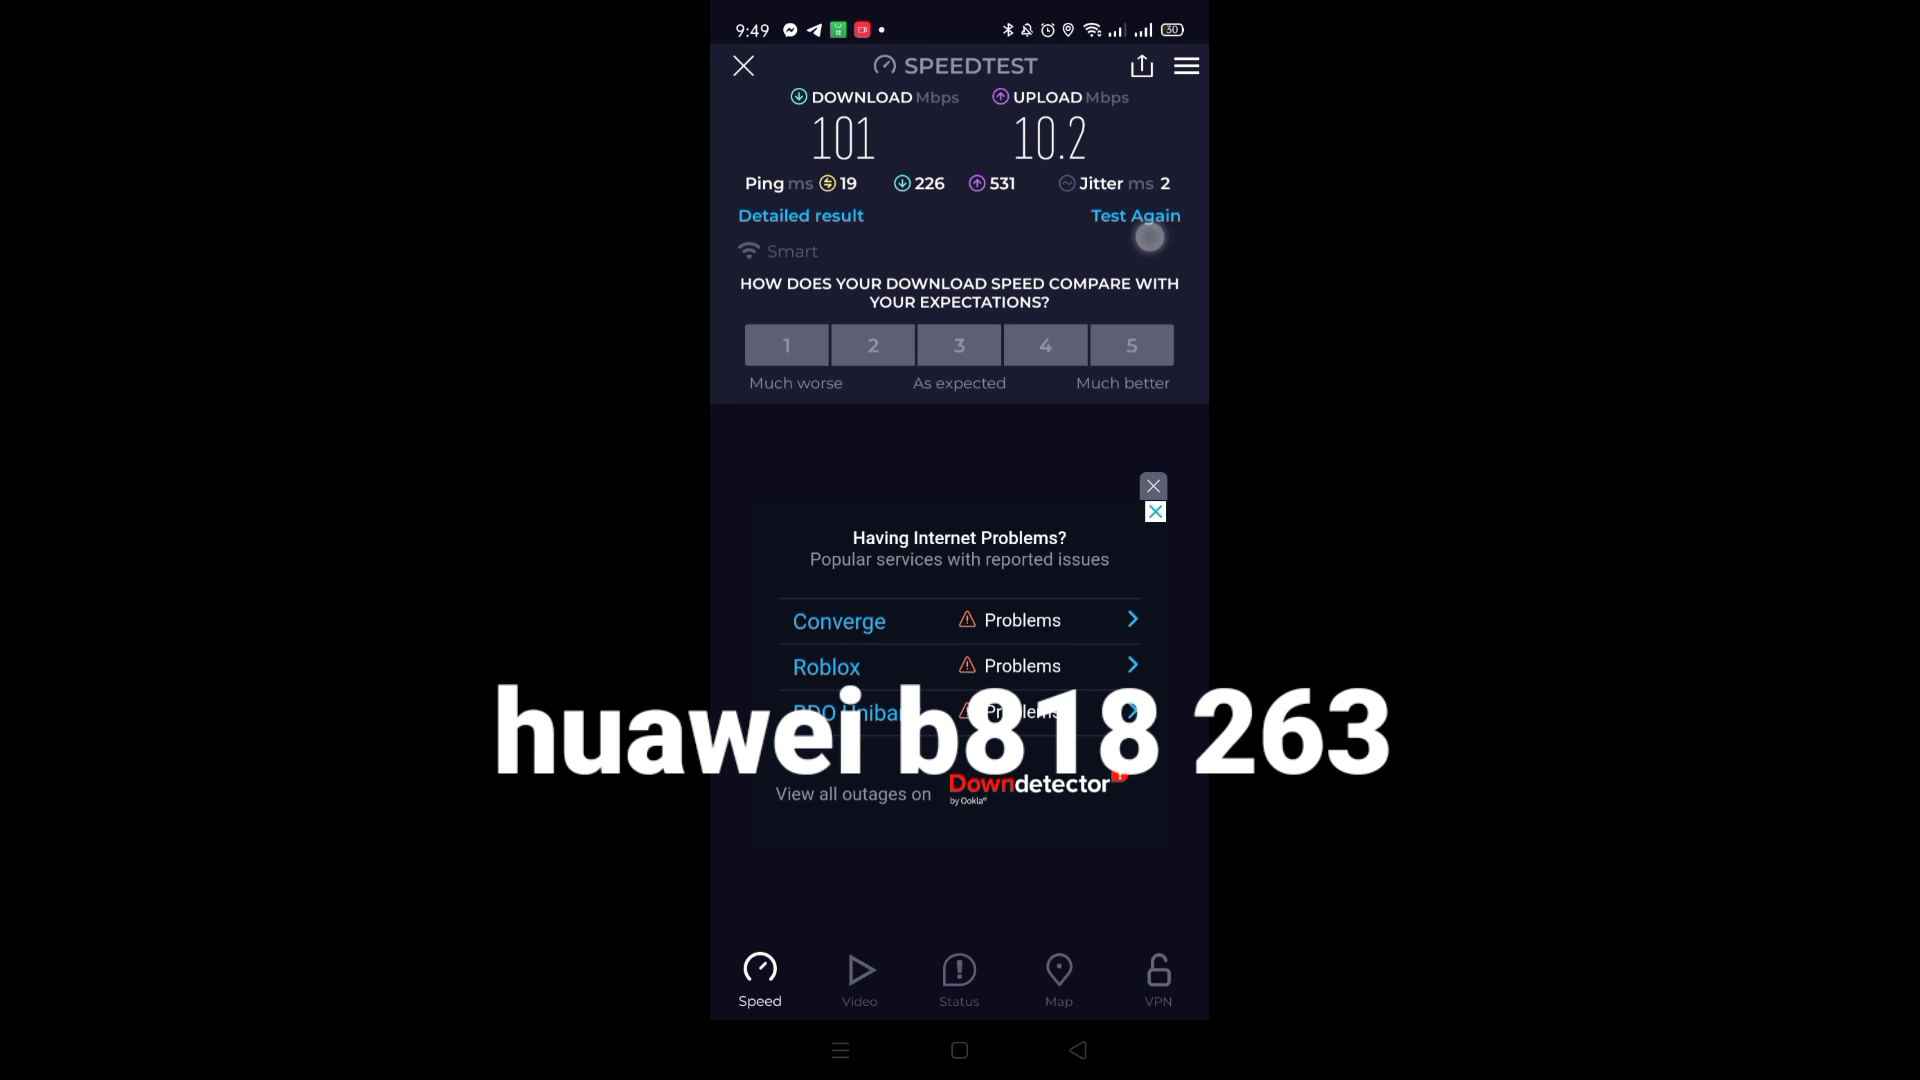 9:49
30
SPEEDTEST
DOWNLOAD Mbps
UPLOAD Mbps
101
10.2
Ping ms 19 226 531 Jitter ms 2
Detailed result
Test Again
Smart
HOW DOES YOUR DOWNLOAD SPEED COMPARE WITH
YOUR EXPECTATIONS?
1 2 3 4 5
Much worse
As expected
Much better
Having Internet Problems?
Popular services with reported issues
Converge Problems
Roblox Problems
BDO Problems
huawei b818 263
View all outages on
Downdetector
by Ookla®
Speed
Video
Status
Map
VPN